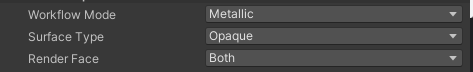 Workflow Mode Metallic
Surface Type Opaque
Render Face Both